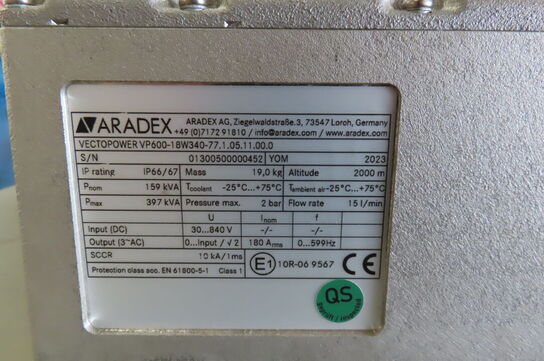 ARADEX ARADEX AG, Ziegelwaldstraße.3, 73547 Lorch, Germany
+49 (0)7172 91810 / info@aradex.com / www.aradex.com
VECTOPOWER VP600-18W340-77.1.05.11.00.0
S/N 01300500000452 YOM 2023
IP rating IP66/67 Mass 19,0 kg Altitude 2000 m
Pnom 159 kVA Tcoolant -25°C...+75°C Tambient air -25°C...+75°C
Pmax 397 kVA Pressure max. 2 bar Flow rate 15 l/min
U Inom f
Input (DC) 30...840 V -/- -/-
Output (3~AC) 0...Input / √2 180 Arms 0...599Hz
SCCR 10 kA/1ms
Protection class acc. EN 61800-5-1 Class 1
E1 10R-06 9567 CE
QS
geprüft / inspected